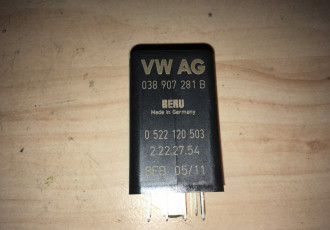 VW AG
038 907 281 B
BERU
Made in Germany
0 522 120 503
2.22.27.54
BEB 05/11